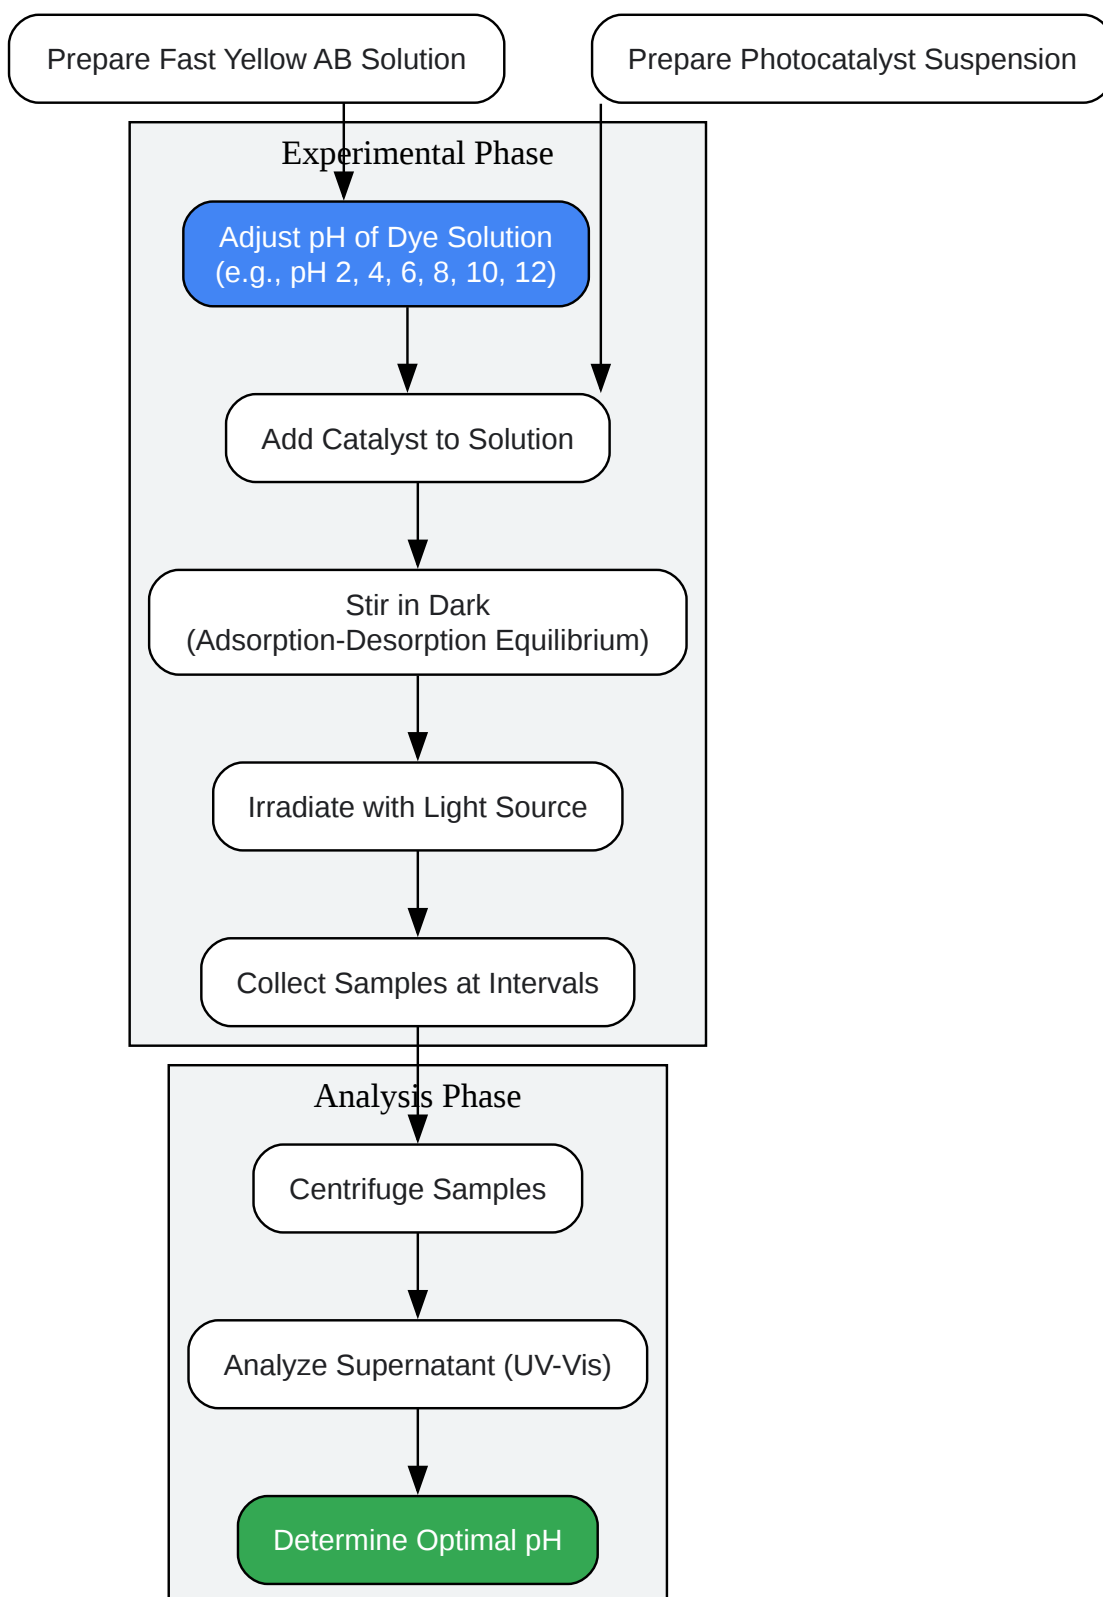 Prepare Fast Yellow AB Solution
Prepare Photocatalyst Suspension
Experimental Phase
Adjust pH of Dye Solution
(e.g., pH 2, 4, 6, 8, 10, 12)
Add Catalyst to Solution
Stir in Dark
(Adsorption-Desorption Equilibrium)
Irradiate with Light Source
Collect Samples at Intervals
Analysis Phase
Centrifuge Samples
Analyze Supernatant (UV-Vis)
Determine Optimal pH